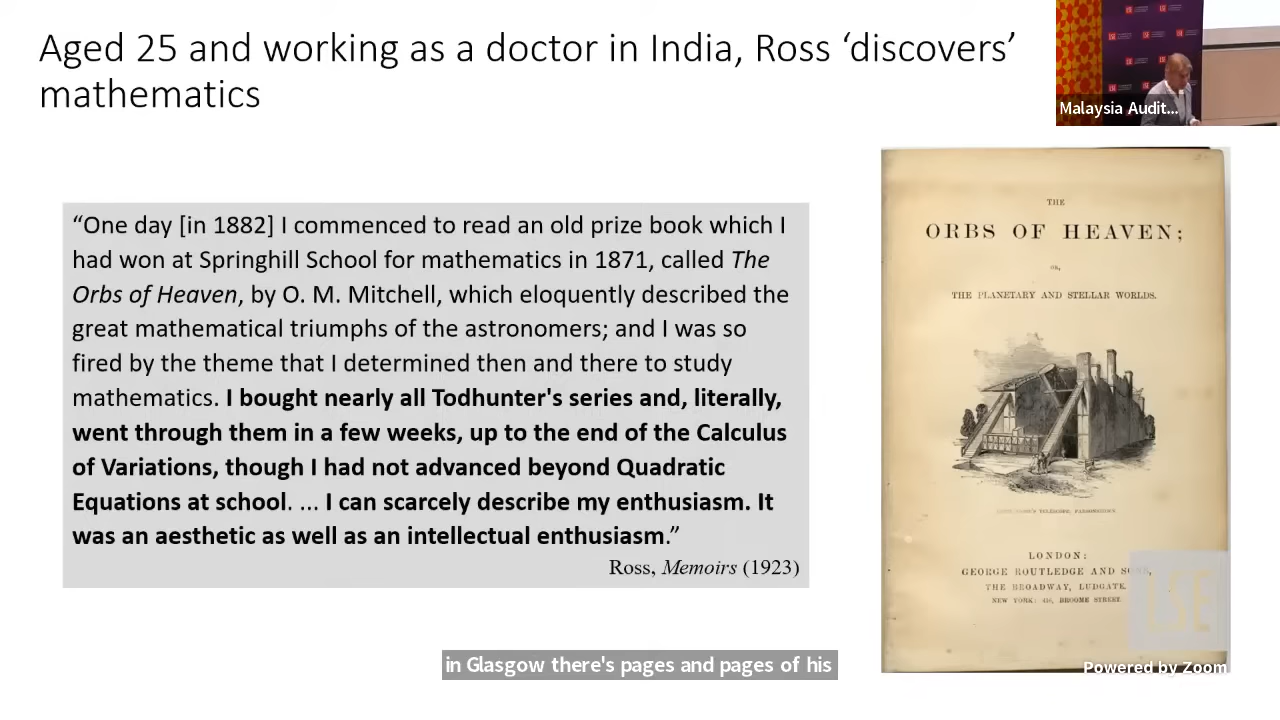 Aged 25 and working as a doctor in India, Ross ‘discovers’
mathematics
Malaysia Audit...
“One day [in 1882] I commenced to read an old prize book which I
had won at Springhill School for mathematics in 1871, called The
Orbs of Heaven, by O. M. Mitchell, which eloquently described the
great mathematical triumphs of the astronomers; and I was so
fired by the theme that I determined then and there to study
mathematics. I bought nearly all Todhunter's series and, literally,
went through them in a few weeks, up to the end of the Calculus
of Variations, though I had not advanced beyond Quadratic
Equations at school. ... I can scarcely describe my enthusiasm. It
was an aesthetic as well as an intellectual enthusiasm.”
Ross, Memoirs (1923)
THE
ORBS OF HEAVEN;
OR,
THE PLANETARY AND STELLAR WORLDS.
TELESCOPE, PARSONSTOWN.
LONDON:
GEORGE ROUTLEDGE AND SONS,
THE BROADWAY, LUDGATE.
NEW YORK: 416, BROOME STREET.
LSE
in Glasgow there's pages and pages of his
Powered by Zoom